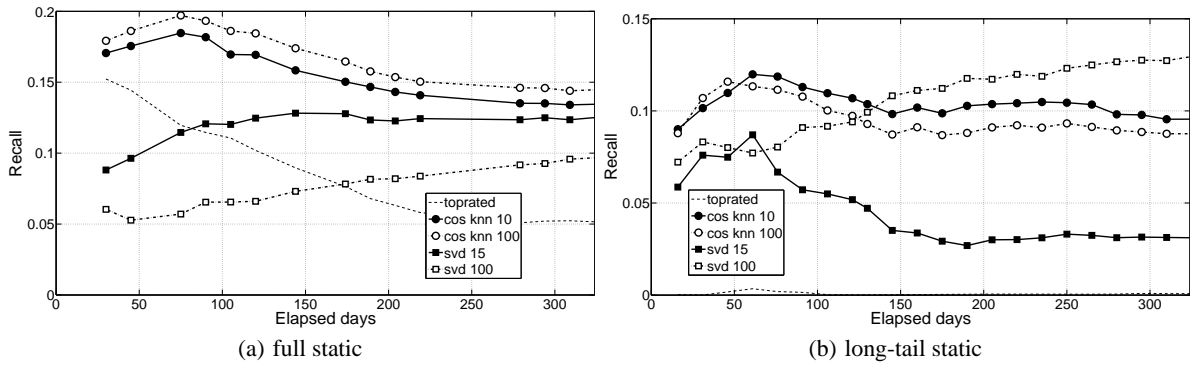 0.2
0.15
0.1
0.05
0
Recall
0 50 100 150 200 250 300
Elapsed days
toprated
cos knn 10
cos knn 100
svd 15
svd 100
(a) full static
0.15
0.1
0.05
0
Recall
0 50 100 150 200 250 300
Elapsed days
toprated
cos knn 10
cos knn 100
svd 15
svd 100
(b) long-tail static